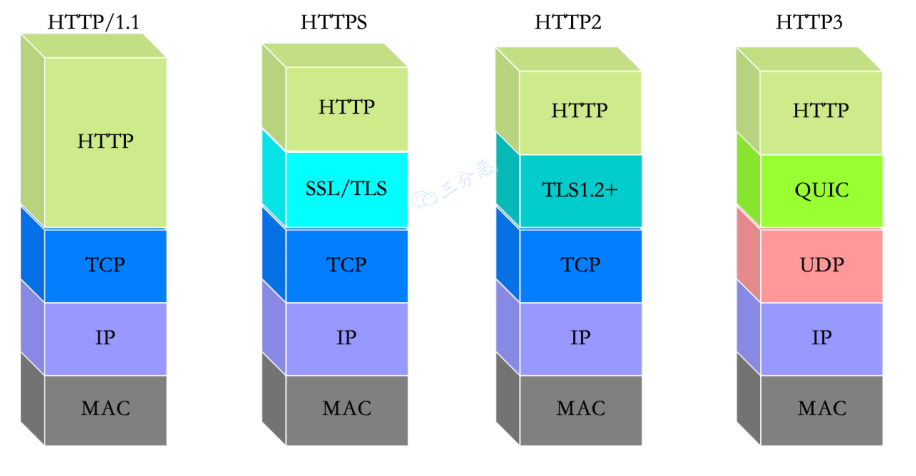 HTTP/1.1
HTTPS
HTTP2
HTTP3
HTTP
TCP
IP
MAC
HTTP
SSL/TLS
TCP
IP
MAC
HTTP
TLS1.2+
TCP
IP
MAC
HTTP
QUIC
UDP
IP
MAC
三分恶